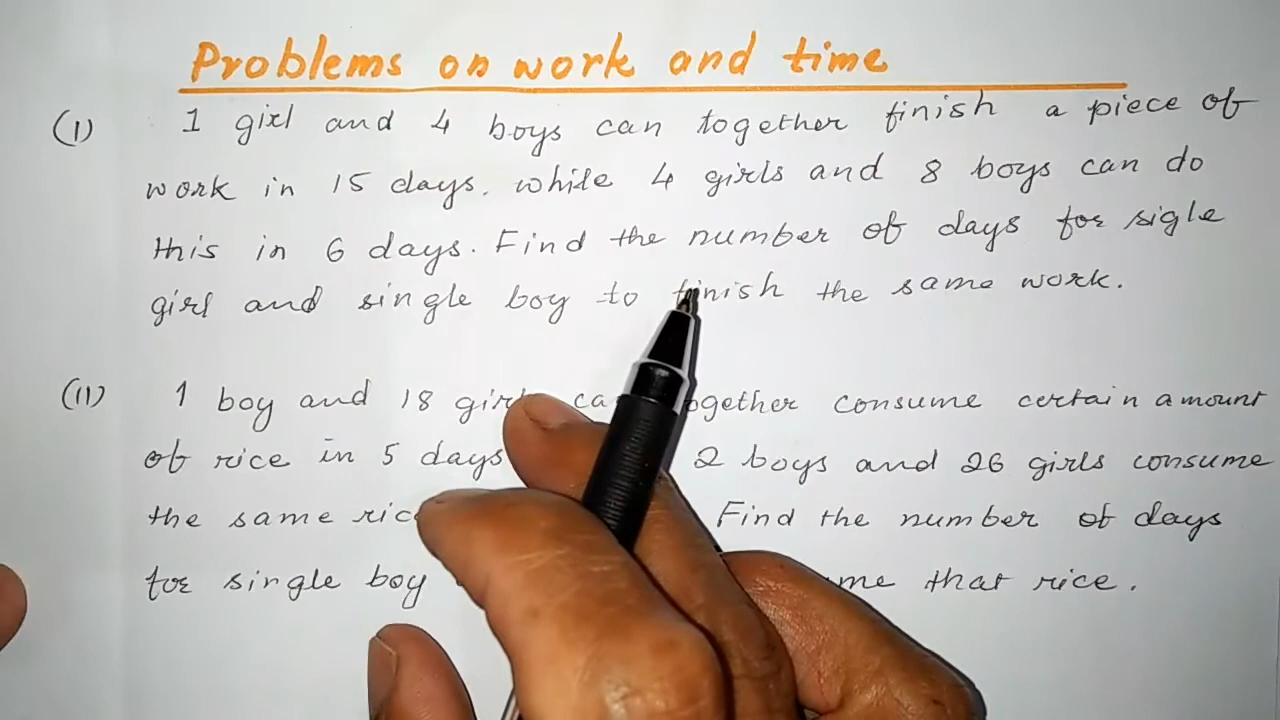 Problems on work and time
(I) 1 girl and 4 boys can together finish a piece of
work in 15 days. while 4 girls and 8 boys can do
this in 6 days. Find the number of days for sigle
girl and single boy to finish the same work.
(II) 1 boy and 18 together consume certain amount
of rice in 5 days 2 boys and 26 girls consume
the same Find the number of days
for single boy that rice.